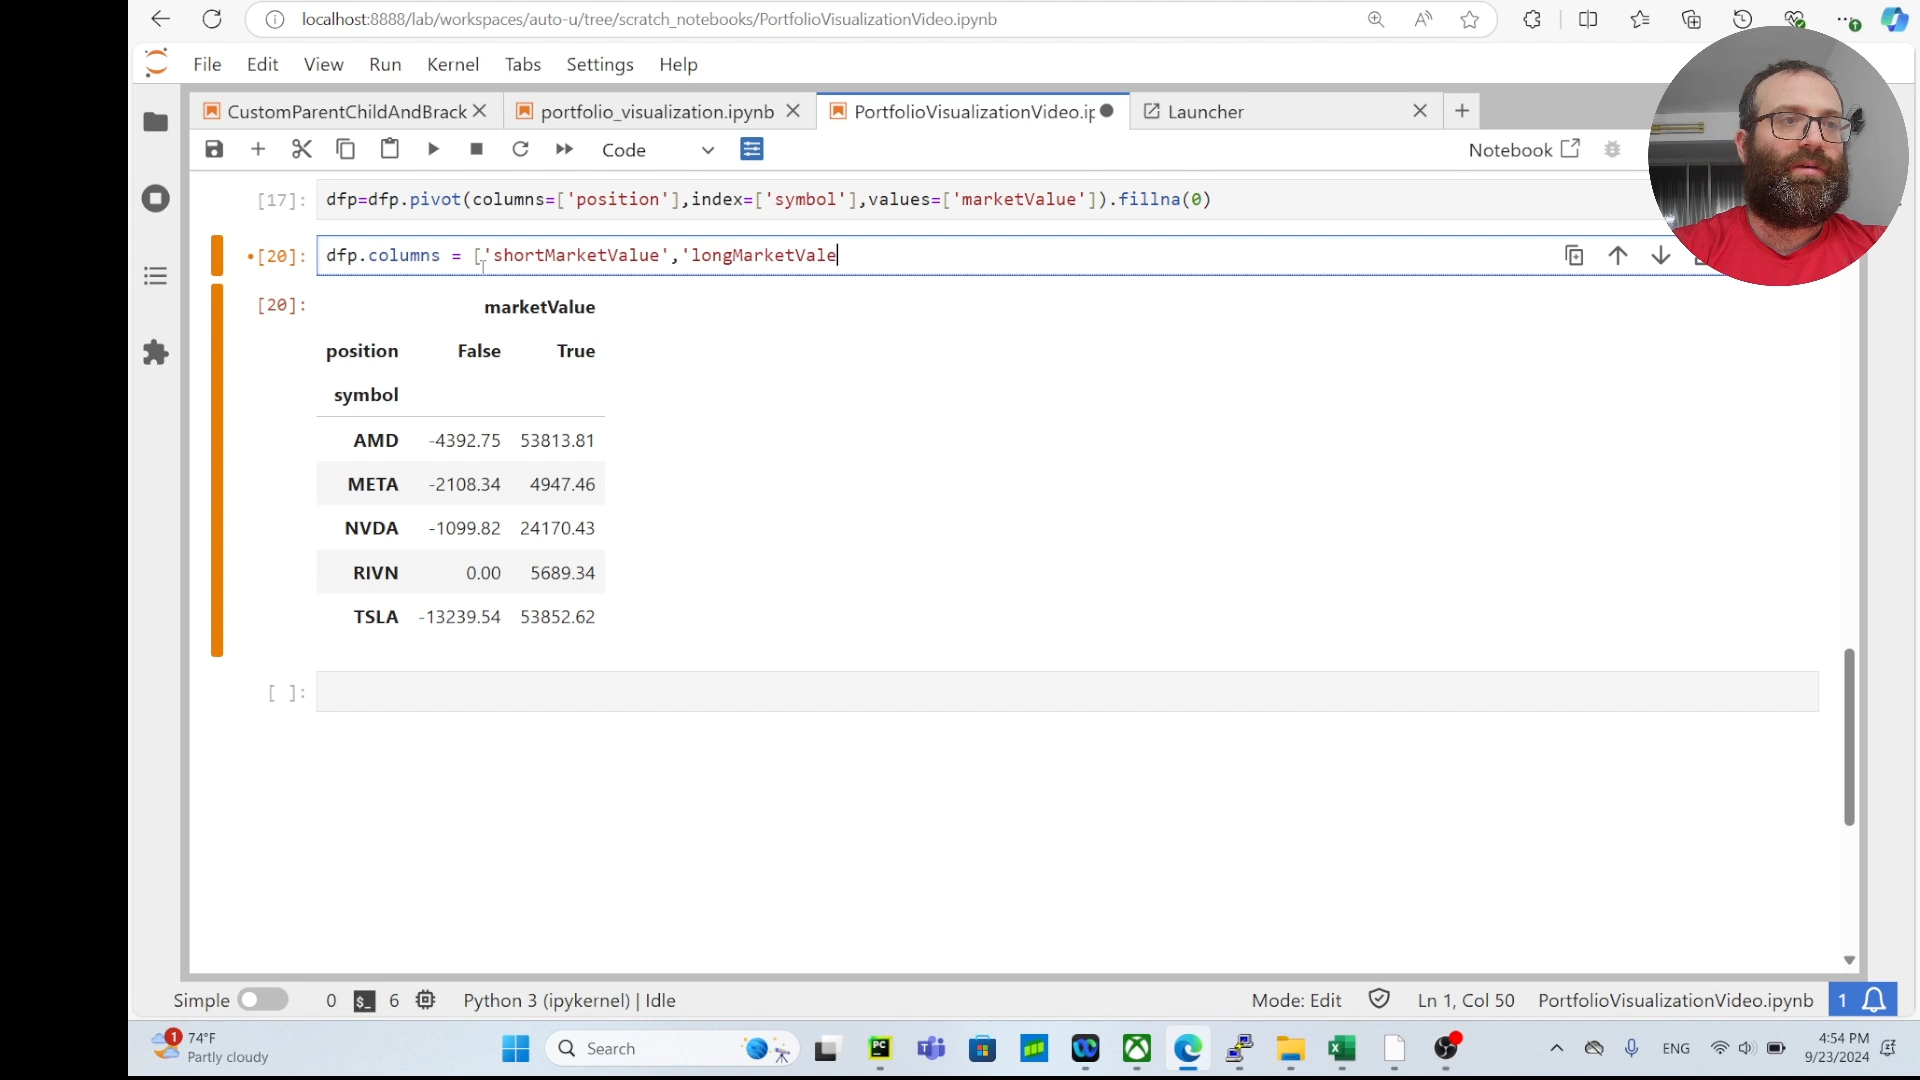 localhost:8888/lab/workspaces/auto-u/tree/scratch_notebooks/PortfolioVisualizationVideo.ipynb
File Edit View Run Kernel Tabs Settings Help
CustomParentChildAndBrack portfolio_visualization.ipynb PortfolioVisualizationVideo.ip Launcher
Code Notebook
[17]: dfp=dfp.pivot(columns=['position'],index=['symbol'],values=['marketValue']).fillna(0)
•[20]: dfp.columns = ['shortMarketValue','longMarketVale
[20]: marketValue
position False True
symbol
AMD -4392.75 53813.81
META -2108.34 4947.46
NVDA -1099.82 24170.43
RIVN 0.00 5689.34
TSLA -13239.54 53852.62
[ ]:
Simple 0 $_ 6 Python 3 (ipykernel) | Idle Mode: Edit Ln 1, Col 50 PortfolioVisualizationVideo.ipynb 1
1 74°F Search PC ENG 4:54 PM
Partly cloudy 9/23/2024